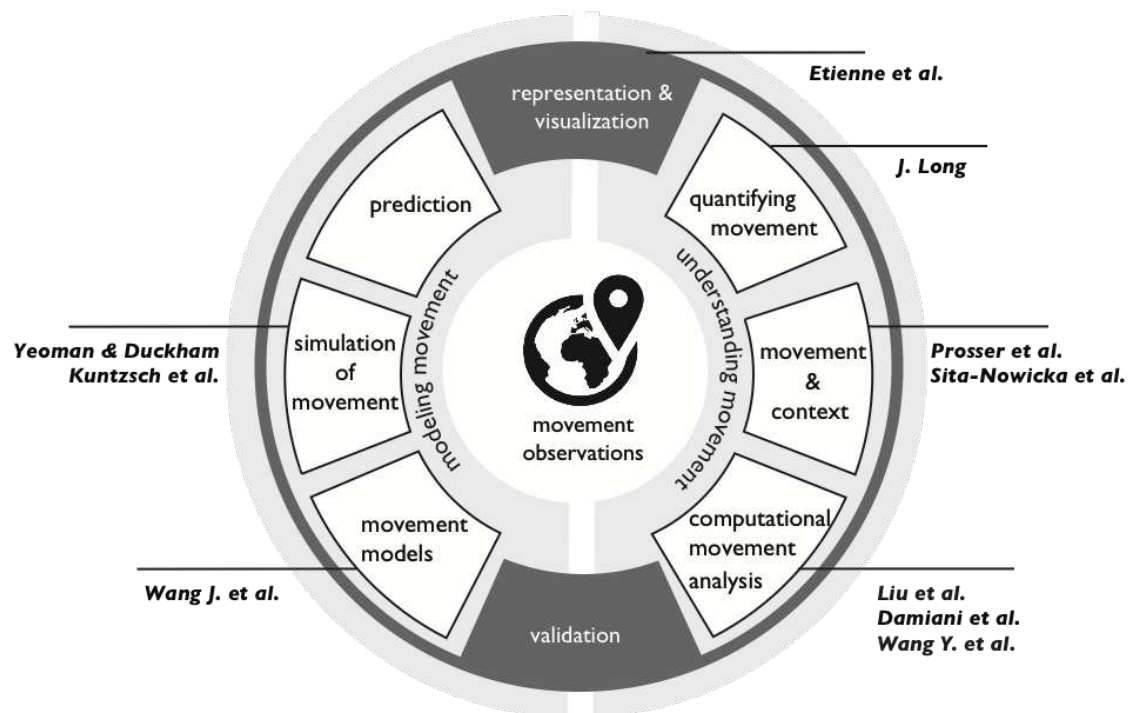 Etienne et al.
representation &
visualization
J. Long
prediction
quantifying
movement
modeling movement
understanding movement
Yeoman & Duckham
Kuntzsch et al.
simulation
of
movement
movement
&
context
Prosser et al.
Sita-Nowicka et al.
movement
observations
movement
models
computational
movement
analysis
Wang J. et al.
Liu et al.
Damiani et al.
Wang Y. et al.
validation